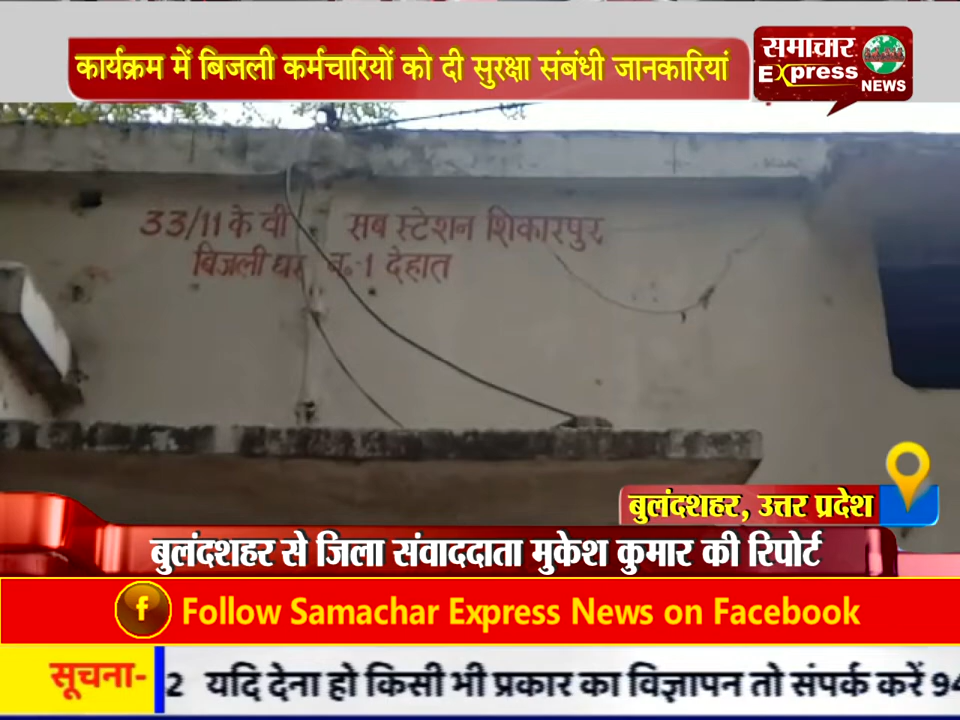 कार्यक्रम में बिजली कर्मचारियों को दी सुरक्षा संबंधी जानकारियां
समाचार
Express
NEWS
33/11 के वी सब स्टेशन शिकारपुर
बिजली घर न. 1 देहात
बुलंदशहर, उत्तर प्रदेश
बुलंदशहर से जिला संवाददाता मुकेश कुमार की रिपोर्ट
f Follow Samachar Express News on Facebook
सूचना- 2 यदि देना हो किसी भी प्रकार का विज्ञापन तो संपर्क करें 94